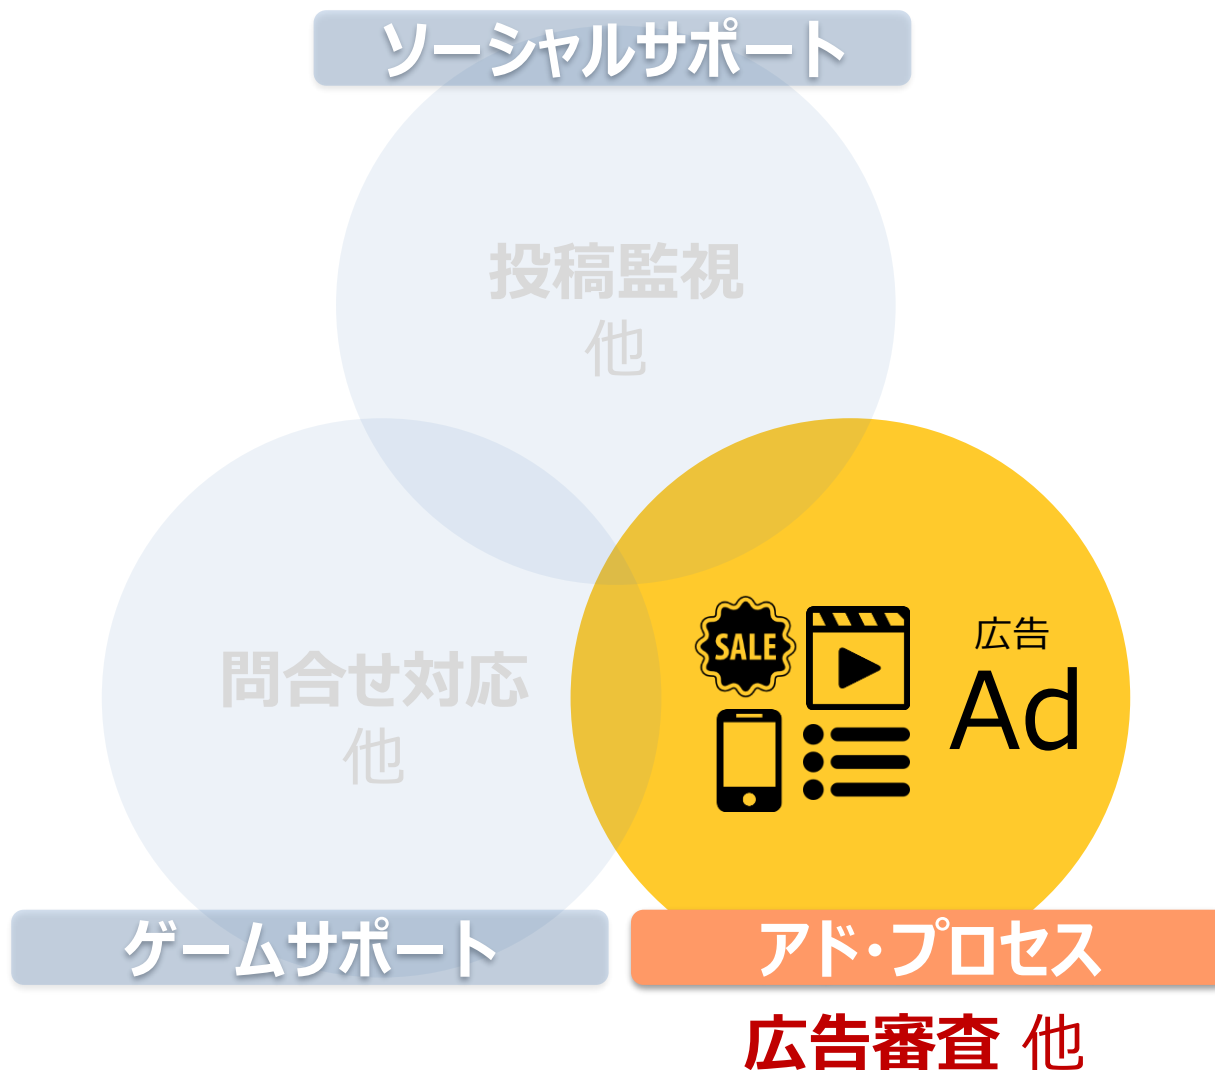 ソーシャルサポート
投稿監視
他
問合せ対応
他
SALE
広告
Ad
ゲームサポート
アド・プロセス
広告審査 他